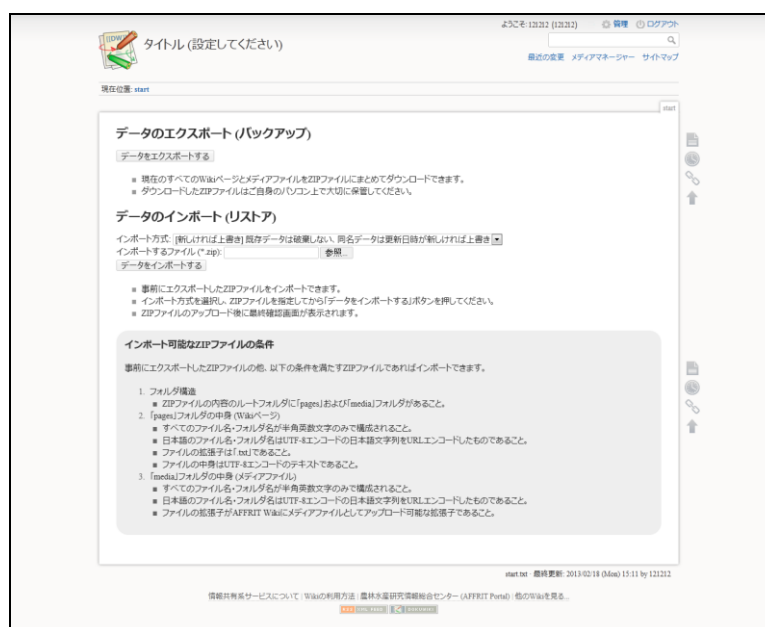 ようこそ: 121212 (121212) 管理 ログアウト
タイトル (設定してください)
最近の変更 メディアマネージャー サイトマップ
現在位置: start
start
データのエクスポート (バックアップ)
データをエクスポートする
現在のすべてのWikiページとメディアファイルをZIPファイルにまとめてダウンロードできます。
ダウンロードしたZIPファイルはご自身のパソコン上で大切に保管してください。
データのインポート (リストア)
インポート方式: [新しければ上書き] 既存データは破棄しない、同名データは更新日時が新しければ上書き
インポートするファイル (*.zip): 参照...
データをインポートする
事前にエクスポートしたZIPファイルをインポートできます。
インポート方式を選択し、ZIPファイルを指定してから「データをインポートする」ボタンを押してください。
ZIPファイルのアップロード後に最終確認画面が表示されます。
インポート可能なZIPファイルの条件
事前にエクスポートしたZIPファイルの他、以下の条件を満たすZIPファイルであればインポートできます。
1. フォルダ構造
ZIPファイルの内容のルートフォルダに「pages」および「media」フォルダがあること。
2. 「pages」フォルダの中身 (Wikiページ)
すべてのファイル名・フォルダ名が半角英数文字のみで構成されること。
日本語のファイル名・フォルダ名はUTF-8エンコードの日本語文字列をURLエンコードしたものであること。
ファイルの拡張子は「.txt」であること。
ファイルの中身はUTF-8エンコードのテキストであること。
3. 「media」フォルダの中身 (メディアファイル)
すべてのファイル名・フォルダ名が半角英数文字のみで構成されること。
日本語のファイル名・フォルダ名はUTF-8エンコードの日本語文字列をURLエンコードしたものであること。
ファイルの拡張子がAFFRIT Wikiにメディアファイルとしてアップロード可能な拡張子であること。
start.txt · 最終更新: 2013/02/18 (Mon) 15:11 by 121212
情報共有系サービスについて | Wikiの利用方法 | 農林水産研究情報総合センター (AFFRIT Portal) | 他のWikiを見る...